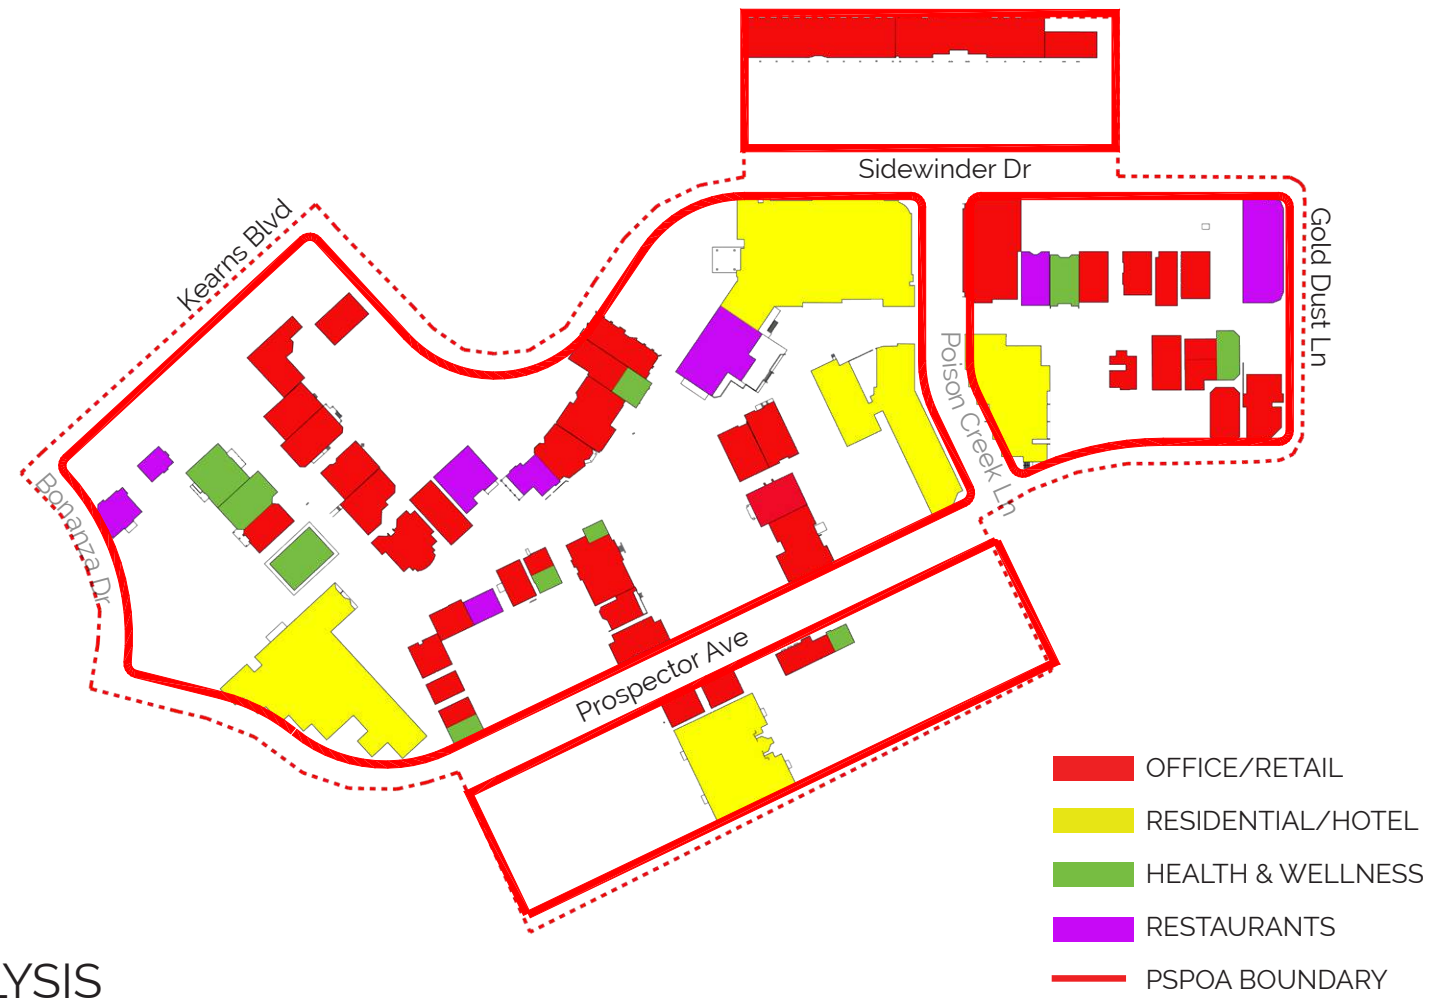 Sidewinder Dr
Kearns Blvd
Gold Dust Ln
Poison Creek Ln
Bonanza Dr
Prospector Ave
OFFICE/RETAIL
RESIDENTIAL/HOTEL
HEALTH & WELLNESS
RESTAURANTS
PSPOA BOUNDARY
LYSIS